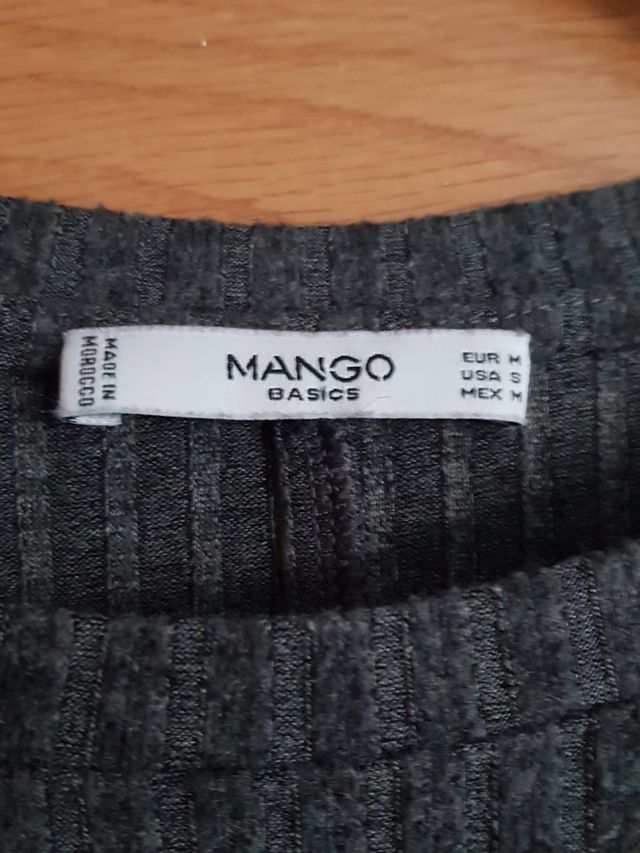 MADE IN
MOROCCO
MANGO
BASICS
EUR M
USA S
MEX M